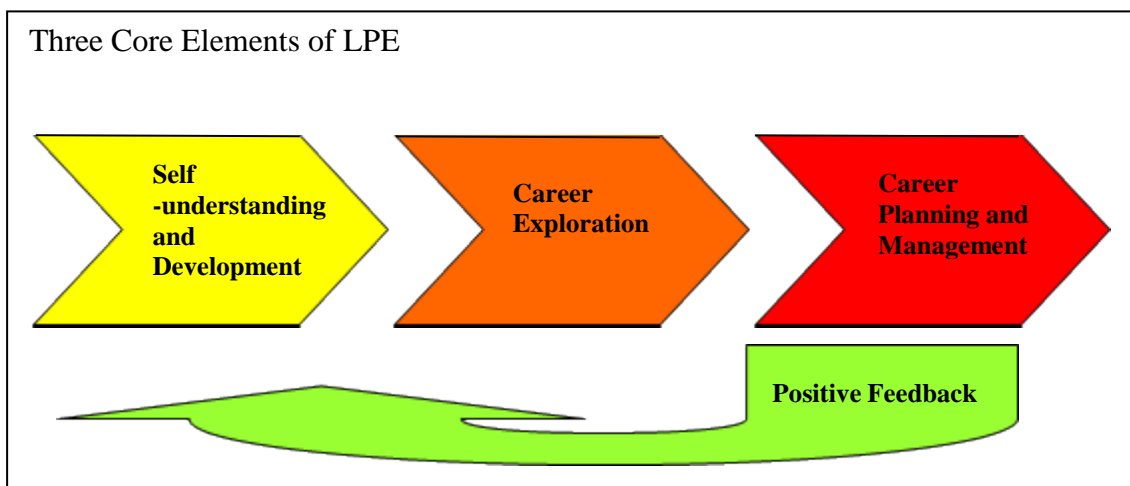 Three Core Elements of LPE
Self
-understanding
and
Development
Career
Exploration
Career
Planning and
Management
Positive Feedback